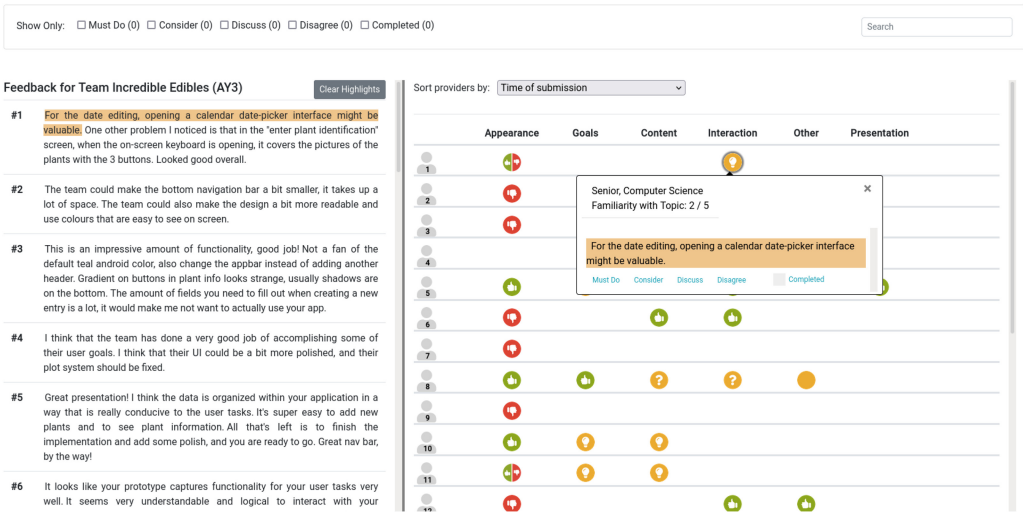 Show Only: Must Do (0) Consider (0) Discuss (0) Disagree (0) Completed (0)
Search
Feedback for Team Incredible Edibles (AY3)
Clear Highlights
#1 For the date editing, opening a calendar date-picker interface might be
valuable. One other problem I noticed is that in the "enter plant identification"
screen, when the on-screen keyboard is opening, it covers the pictures of the
plants with the 3 buttons. Looked good overall.
#2 The team could make the bottom navigation bar a bit smaller, it takes up a
lot of space. The team could also make the design a bit more readable and
use colours that are easy to see on screen.
#3 This is an impressive amount of functionality, good job! Not a fan of the
default teal android color, also change the appbar instead of adding another
header. Gradient on buttons in plant info looks strange, usually shadows are
on the bottom. The amount of fields you need to fill out when creating a new
entry is a lot, it would make me not want to actually use your app.
#4 I think that the team has done a very good job of accomplishing some of
their user goals. I think that their UI could be a bit more polished, and their
plot system should be fixed.
#5 Great presentation! I think the data is organized within your application in a
way that is really conducive to the user tasks. It's super easy to add new
plants and to see plant information. All that's left is to finish the
implementation and add some polish, and you are ready to go. Great nav bar,
by the way!
#6 It looks like your prototype captures functionality for your user tasks very
well. It seems very understandable and logical to interact with your
Sort providers by: Time of submission
Appearance Goals Content Interaction Other Presentation
1
2
3
4
5
6
7
8
? ?
9
10
11
12
Senior, Computer Science
Familiarity with Topic: 2 / 5
×
For the date editing, opening a calendar date-picker interface
might be valuable.
Must Do Consider Discuss Disagree Completed